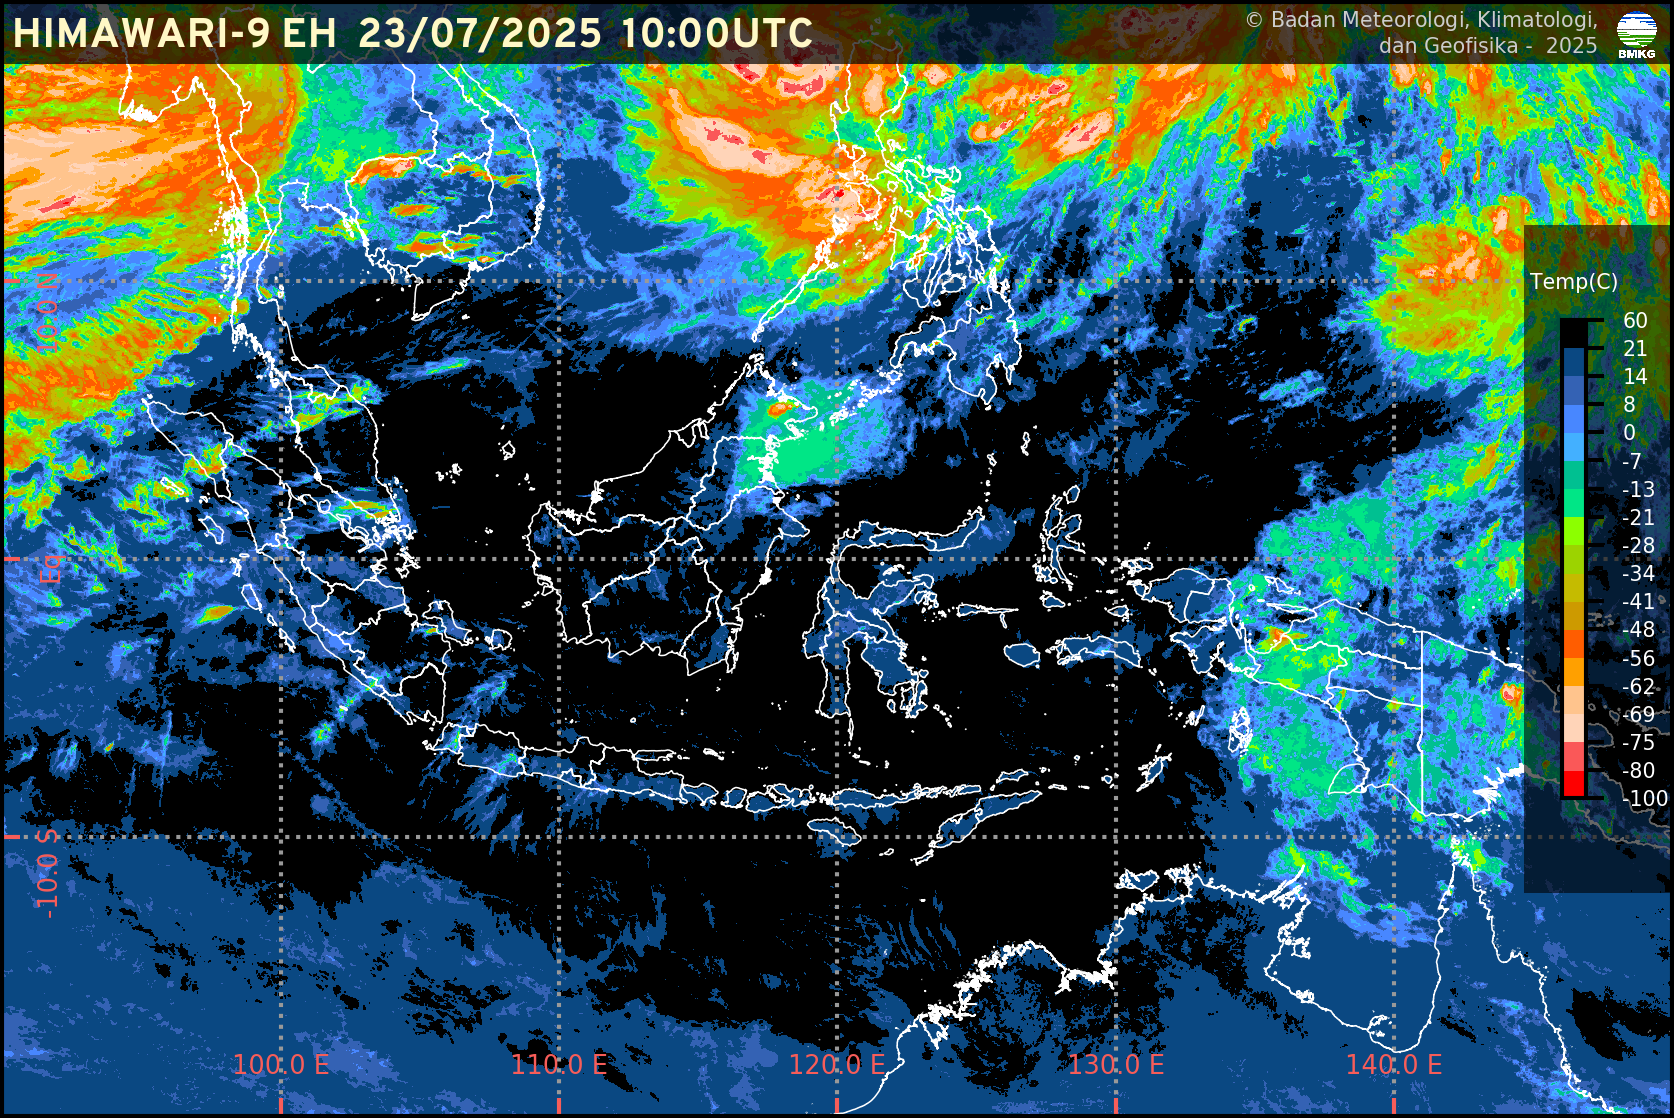 HIMAWARI-9 EH 23/07/2025 10:00UTC
© Badan Meteorologi, Klimatologi,
dan Geofisika - 2025
BMKG
10.0 N
Eq
-10.0 S
Temp(C)
60
21
14
8
0
-7
-13
-21
-28
-34
-41
-48
-56
-62
-69
-75
-80
-100
100.0 E
110.0 E
120.0 E
130.0 E
140.0 E